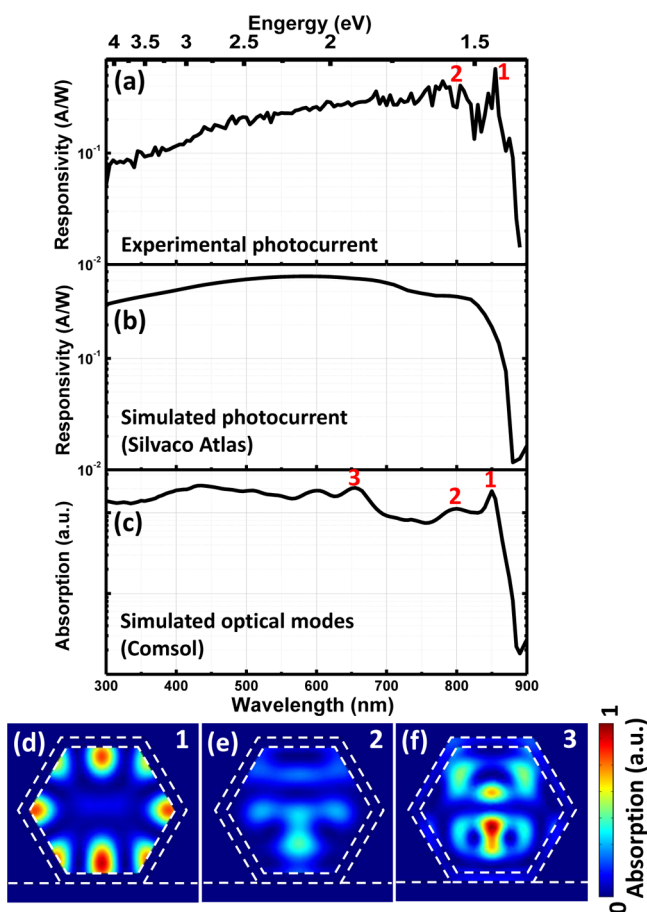 Engergy (eV)
4 3.5 3 2.5 2 1.5
(a) 2 1
Responsivity (A/W)
10-1
Experimental photocurrent
10-2
(b)
Responsivity (A/W)
10-1
Simulated photocurrent
(Silvaco Atlas)
10-2
(c) 3 2 1
Absorption (a.u.)
Simulated optical modes
(Comsol)
300 400 500 600 700 800 900
Wavelength (nm)
(d) 1 (e) 2 (f) 3
1
Absorption (a.u.)
0